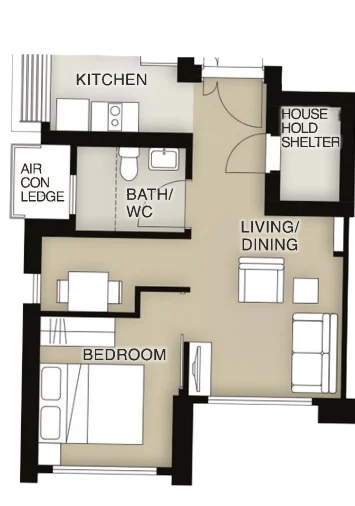 KITCHEN
HOUSE
HOLD
SHELTER
AIR
CON
LEDGE
BATH/
WC
LIVING/
DINING
BEDROOM